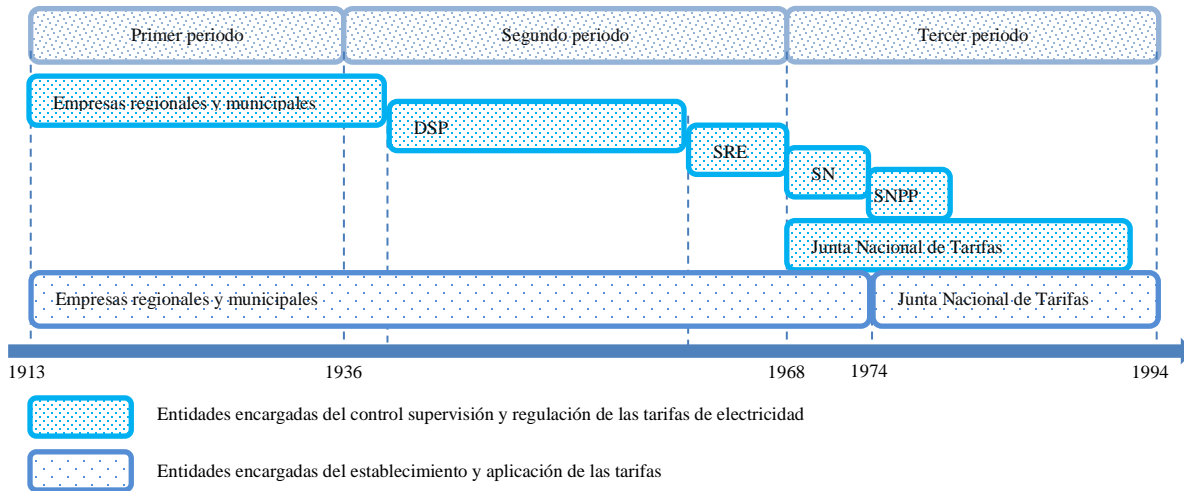 Primer periodo
Segundo periodo
Tercer periodo
Empresas regionales y municipales
DSP
SRE
SN
SNPP
Junta Nacional de Tarifas
Empresas regionales y municipales
Junta Nacional de Tarifas
1913
1936
1968
1974
1994
Entidades encargadas del control supervisión y regulación de las tarifas de electricidad
Entidades encargadas del establecimiento y aplicación de las tarifas